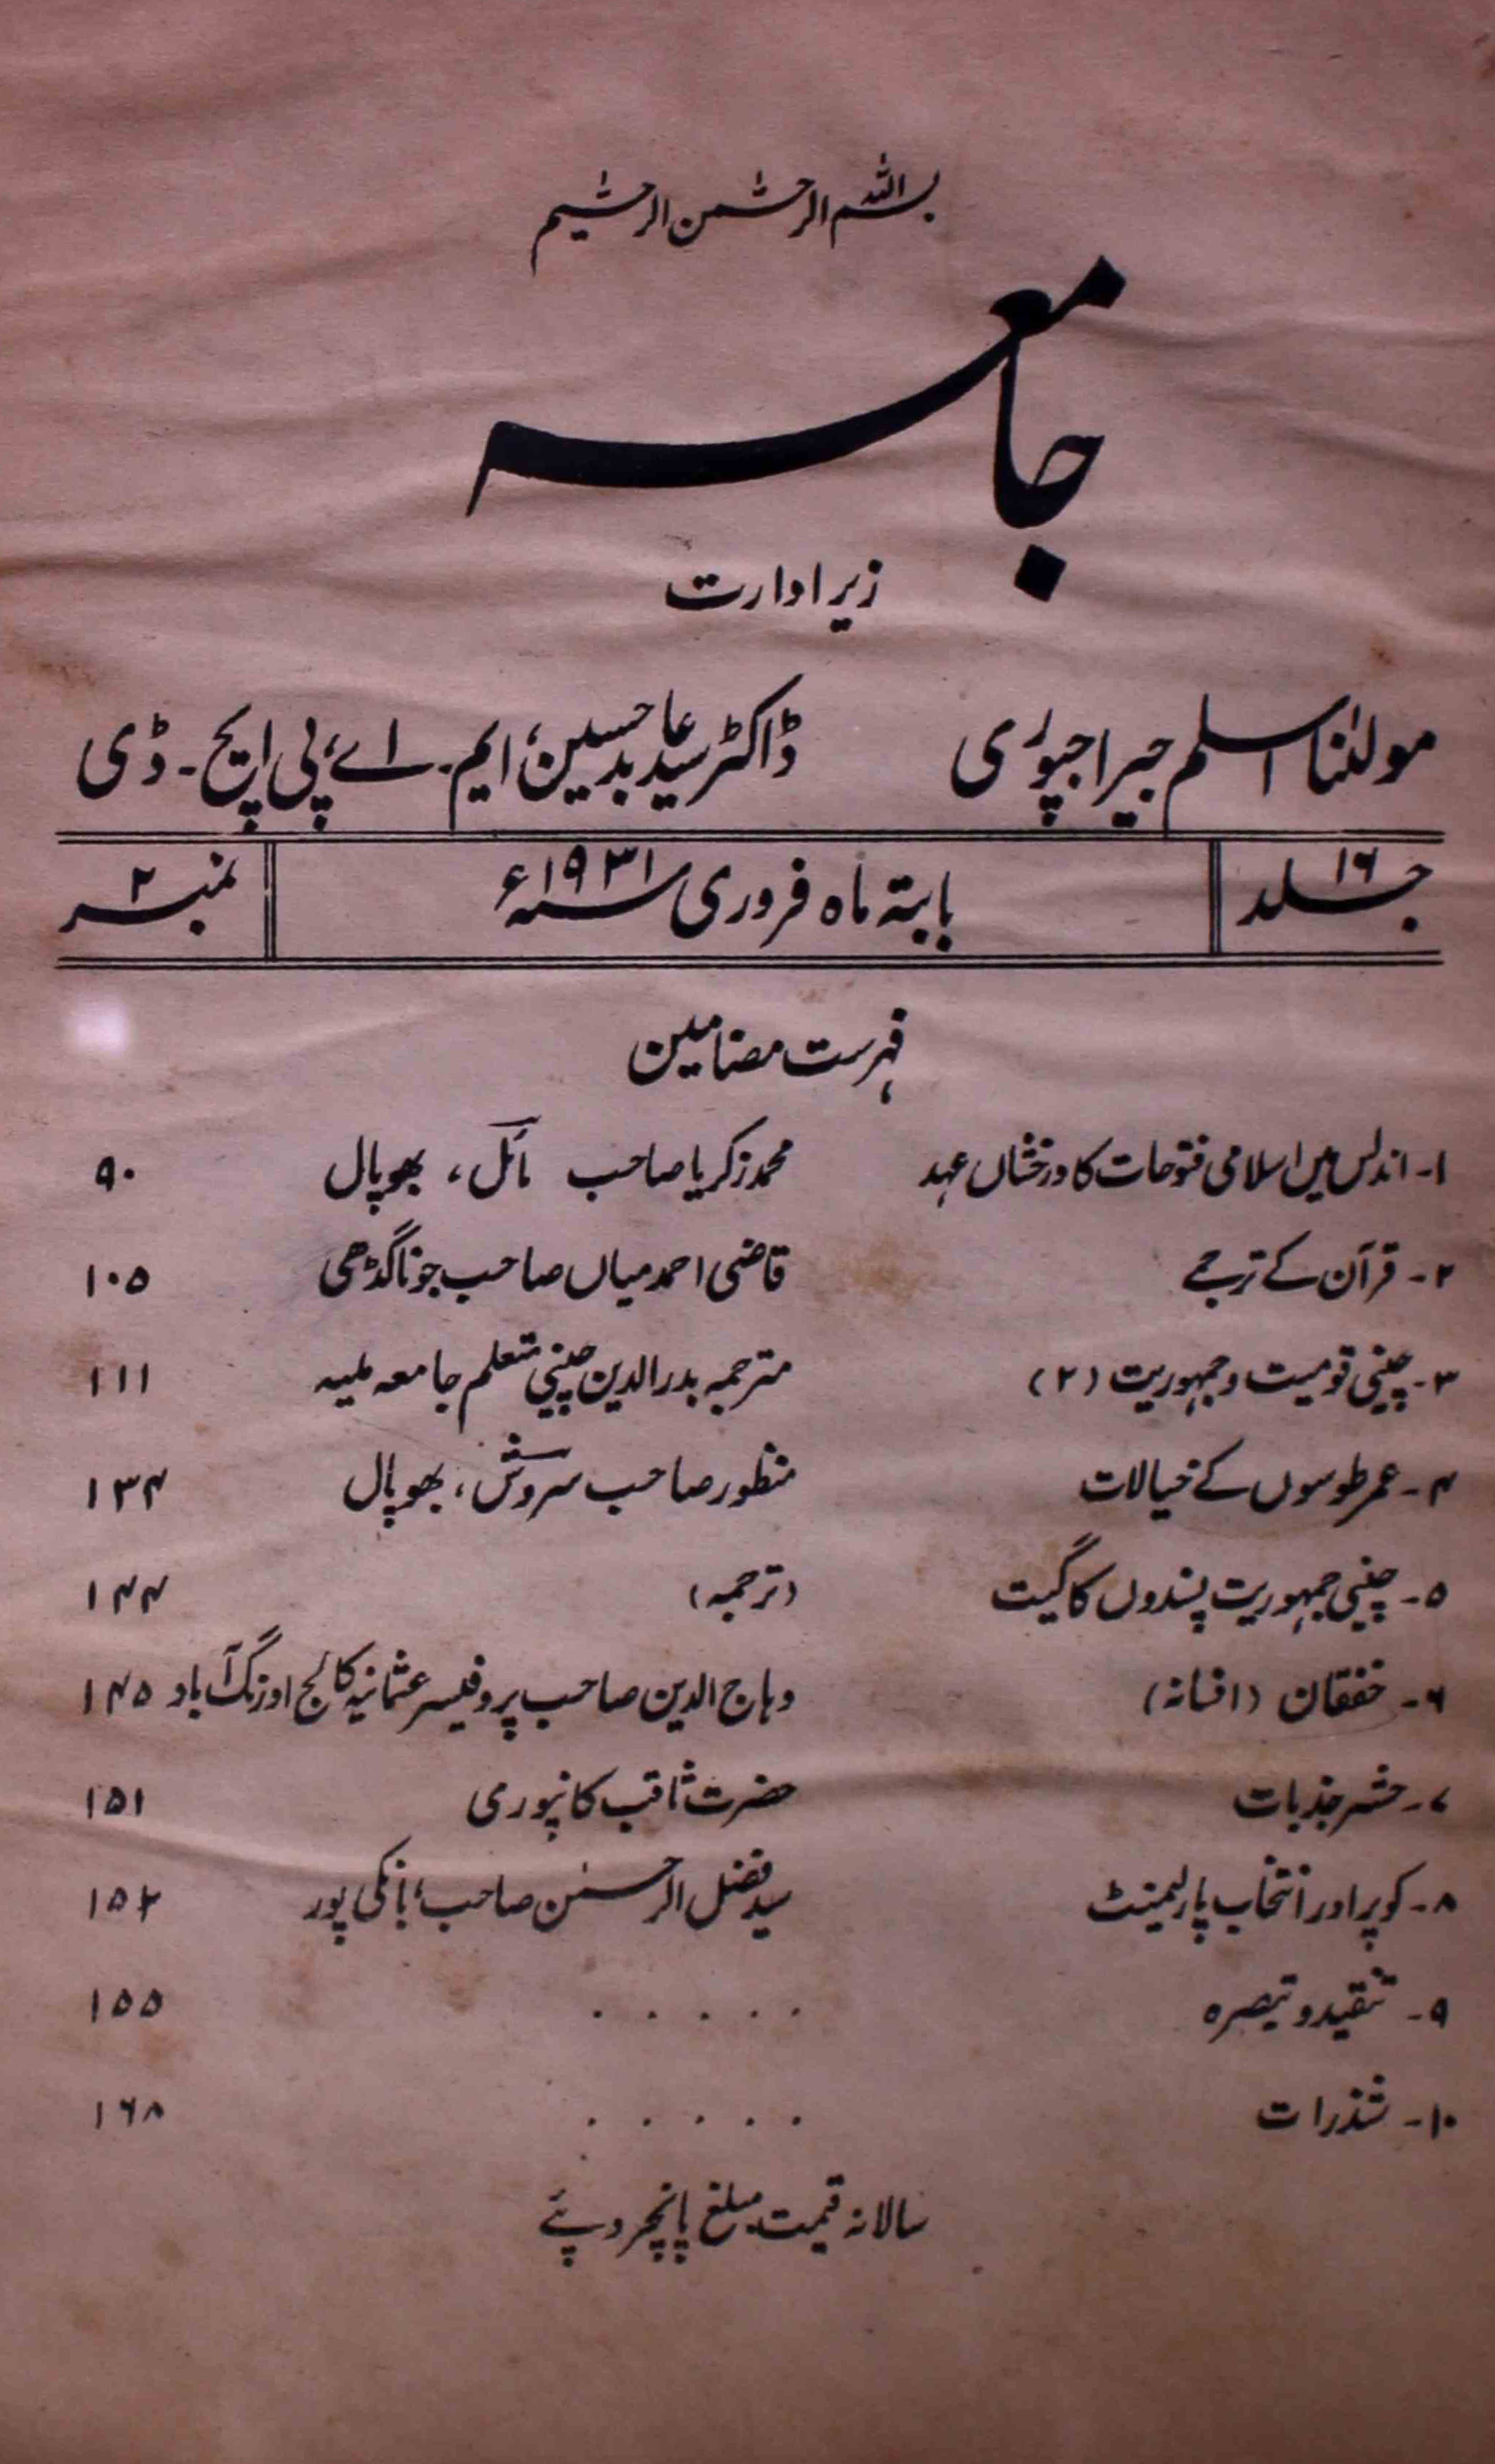 بسم اللہ الرحمٰن الرحیم
جامعہ
زیر ادارت
مولٰنا اسلم جیراجپوری ڈاکٹر سید عابد حسین، ایم۔ اے، پی ایچ۔ ڈی
جلد ۱۶ بابتہ ماہ فروری سنہ ۱۹۳۱ء نمبر ۲
فہرست مضامین
۱۔ اندلس میں اسلامی فتوحات کا درخشاں عہد محمد زکریا صاحب مائل، بھوپال ۹۰
۲۔ قرآن کے ترجمے قاضی احمد میاں صاحب جوناگڈھی ۱۰۵
۳۔ چینی قومیت و جمہوریت (۲) مترجمہ بدرالدین چینی متعلم جامعہ ملیہ ۱۱۱
۴۔ عمر طوسوں کے خیالات منظور صاحب سروش، بھوپال ۱۳۴
۵۔ چینی جمہوریت پسندوں کا گیت (ترجمہ) ۱۴۴
۶۔ خفقان (افسانہ) وہاج الدین صاحب پروفیسر عثمانیہ کالج اورنگ آباد ۱۴۵
۷۔ حشر جذبات حضرت ثاقب کانپوری ۱۵۱
۸۔ کوپر اور انتخاب پارلیمنٹ سید فضل الرحمٰن صاحب، بانکی پور ۱۵۲
۹۔ تنقید و تبصرہ . . . . . ۱۵۵
۱۰۔ شذرات . . . . . ۱۶۸
سالانہ قیمت مبلغ پانچروپئے